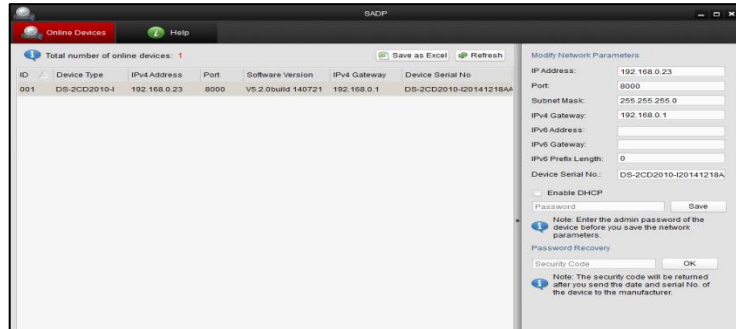 SADP
Online Devices
Help
Total number of online devices: 1
Save as Excel
Refresh
ID Device Type IPv4 Address Port Software Version IPv4 Gateway Device Serial No
001 DS-2CD2010-I 192.168.0.23 8000 V5.2.0build 140721 192.168.0.1 DS-2CD2010-I20141218AA
Modify Network Parameters
IP Address: 192.168.0.23
Port: 8000
Subnet Mask: 255.255.255.0
IPv4 Gateway: 192.168.0.1
IPv6 Address:
IPv6 Gateway:
IPv6 Prefix Length: 0
Device Serial No.: DS-2CD2010-I20141218A
Enable DHCP
Password
Save
Note: Enter the admin password of the
device before you save the network
parameters.
Password Recovery
Security Code
OK
Note: The security code will be returned
after you send the date and serial No. of
the device to the manufacturer.